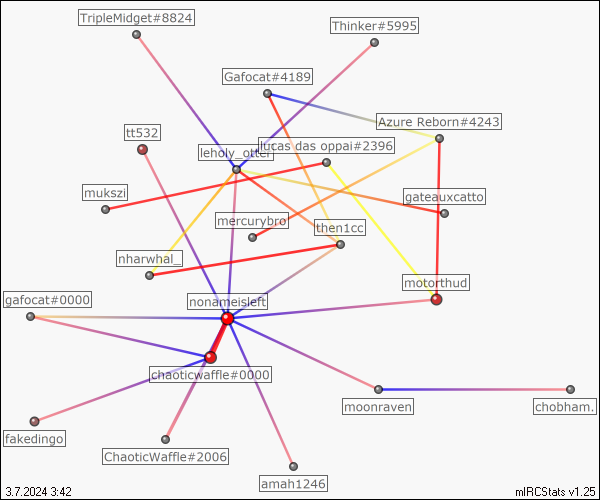 TripleMidget#8824
Thinker#5995
Gafocat#4189
Azure Reborn#4243
tt532
lucas das oppai#2396
leholy_otter
mukszi
gateauxcatto
mercurybro
then1cc
nharwhal_
motorthud
gafocat#0000
nonameisleft
chaoticwaffle#0000
moonraven
chobham.
fakedingo
ChaoticWaffle#2006
amah1246
3.7.2024 3:42
mIRCStats v1.25